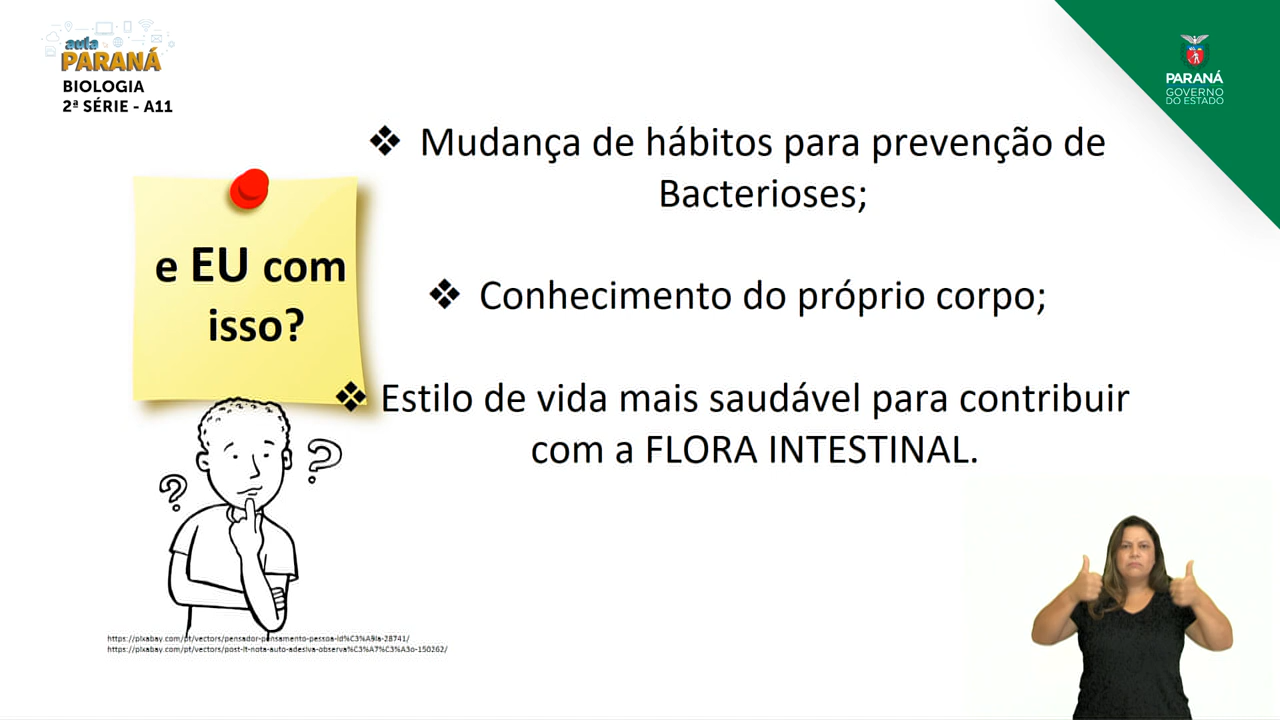 aula
PARANÁ
BIOLOGIA
2ª SÉRIE - A11
PARANÁ
GOVERNO
DO ESTADO
❖ Mudança de hábitos para prevenção de
Bacterioses;
e EU com
isso?
❖ Conhecimento do próprio corpo;
❖ Estilo de vida mais saudável para contribuir
com a FLORA INTESTINAL.
? ?
https://pixabay.com/pt/vectors/pensador-pensamento-pessoa-id%C3%A9ia-28741/
https://pixabay.com/pt/vectors/post-it-nota-auto-adesiva-observa%C3%A7%C3%A3o-150262/